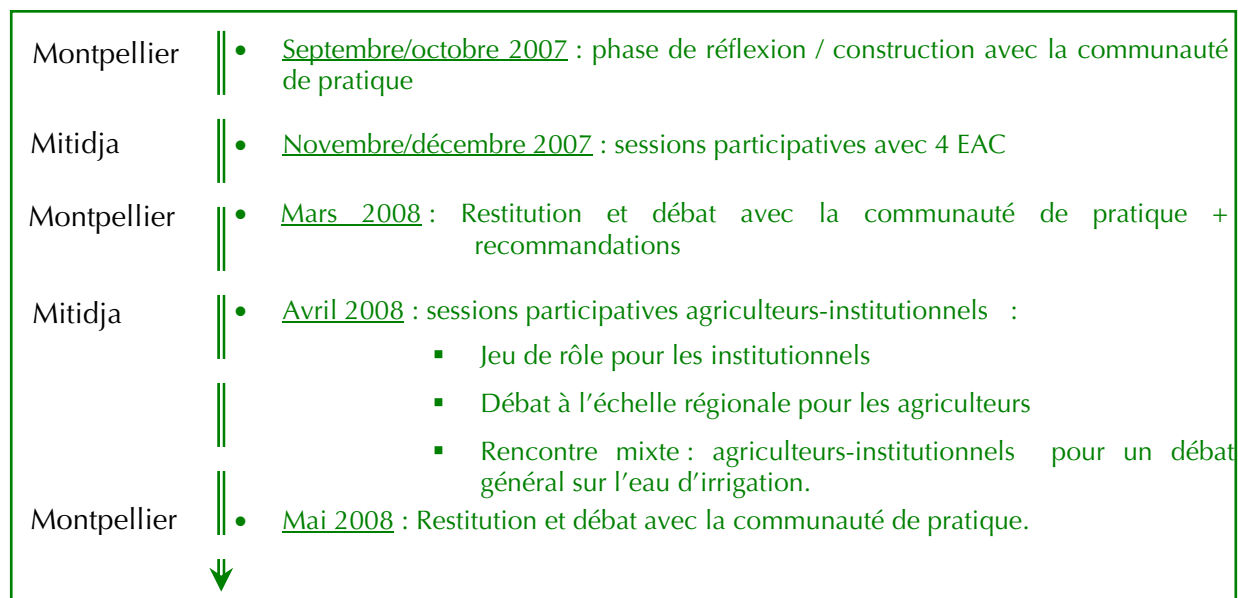 Montpellier • Septembre/octobre 2007 : phase de réflexion / construction avec la communauté
de pratique
Mitidja • Novembre/décembre 2007 : sessions participatives avec 4 EAC
Montpellier • Mars 2008 : Restitution et débat avec la communauté de pratique +
recommandations
Mitidja • Avril 2008 : sessions participatives agriculteurs-institutionnels :
▪ Jeu de rôle pour les institutionnels
▪ Débat à l'échelle régionale pour les agriculteurs
▪ Rencontre mixte : agriculteurs-institutionnels pour un débat
général sur l'eau d'irrigation.
Montpellier • Mai 2008 : Restitution et débat avec la communauté de pratique.